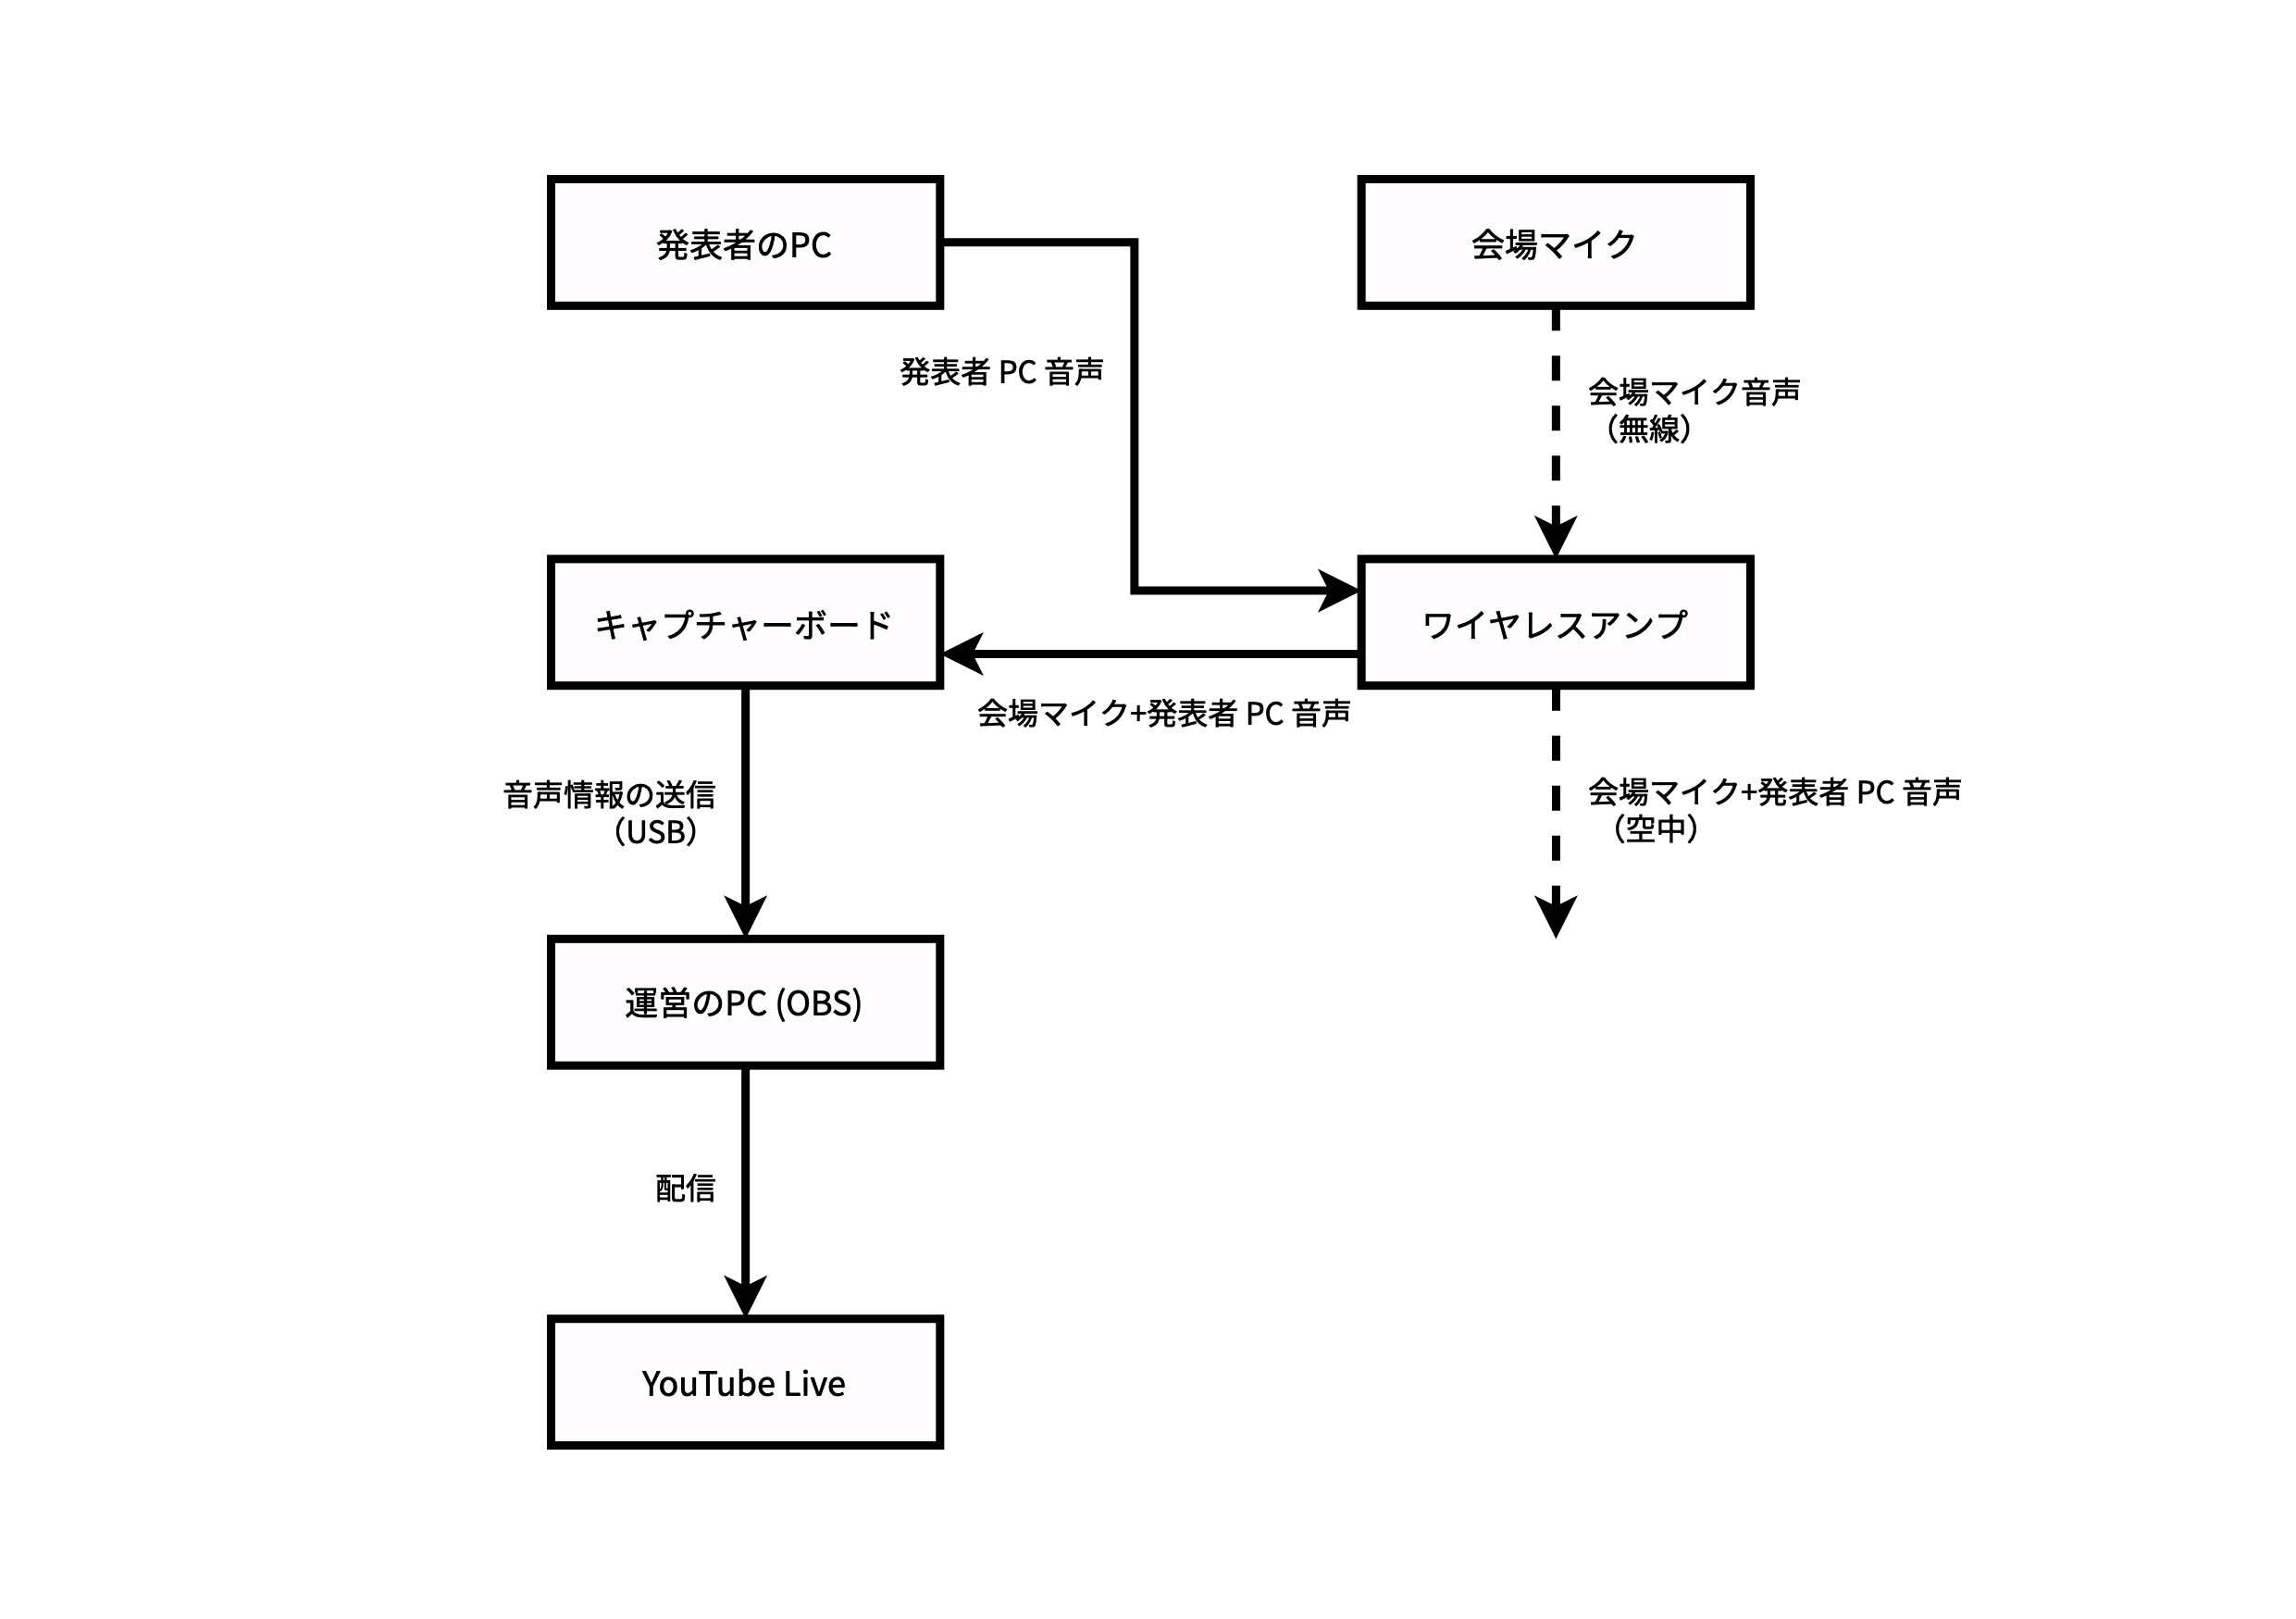 発表者のPC
会場マイク
発表者 PC 音声
会場マイク音声
（無線）
キャプチャーボード
ワイヤレスアンプ
会場マイク+発表者 PC 音声
音声情報の送信
（USB）
会場マイク+発表者 PC 音声
（空中）
運営のPC (OBS)
配信
YouTube Live